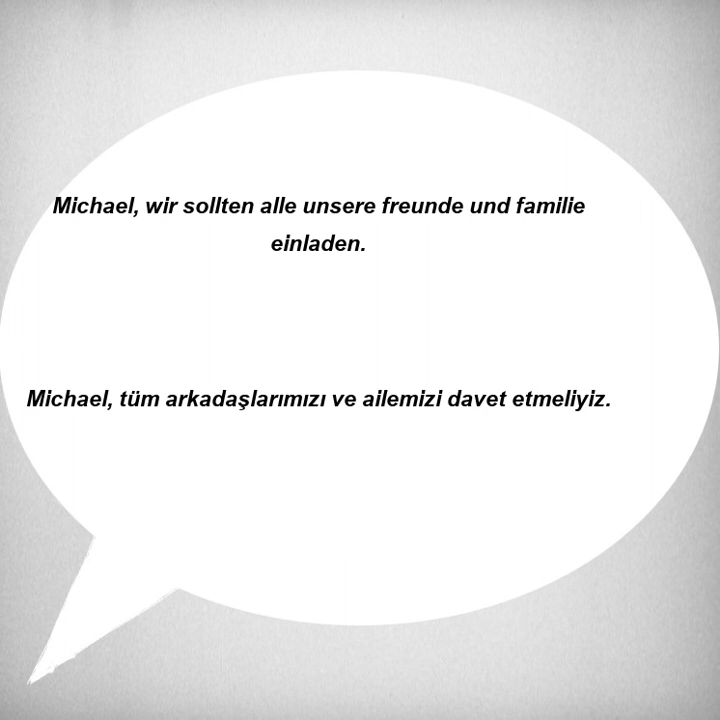 Michael, wir sollten alle unsere freunde und familie
einladen.
Michael, tüm arkadaşlarımızı ve ailemizi davet etmeliyiz.